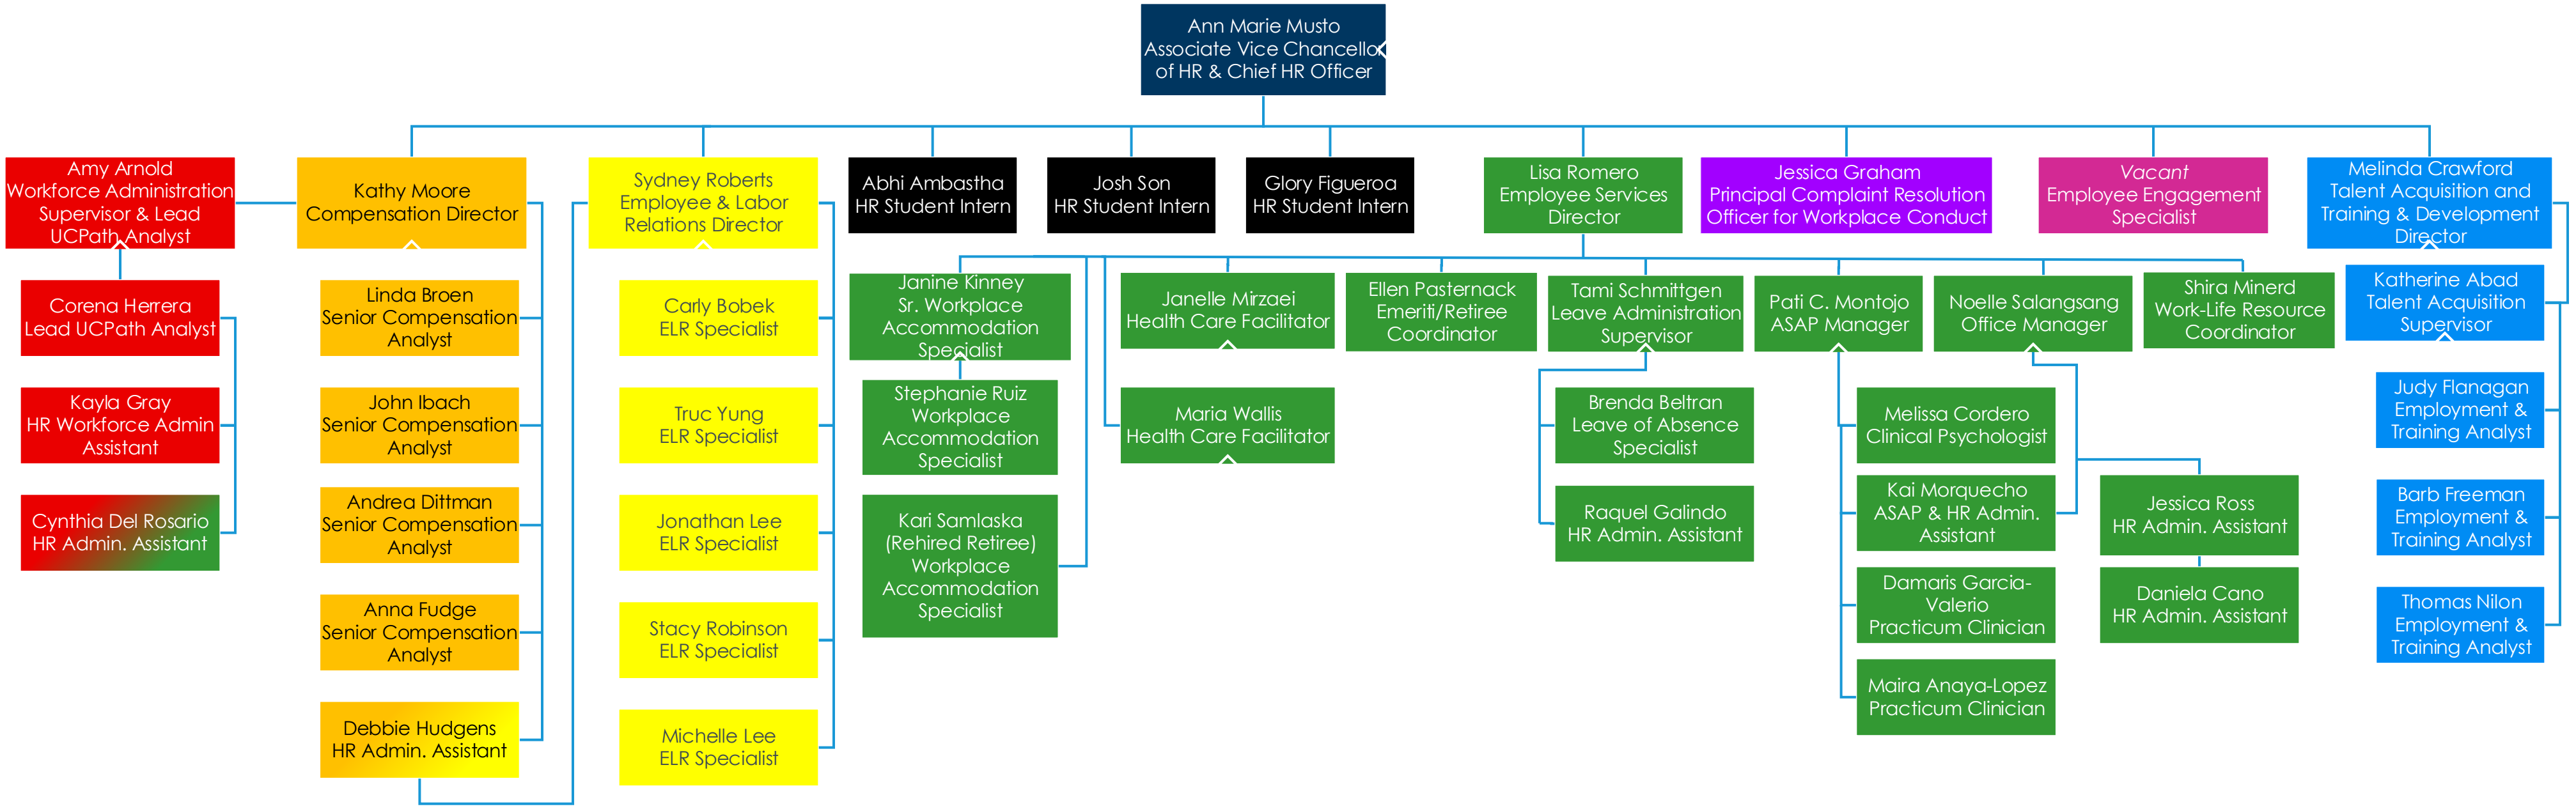 Ann Marie Musto
Associate Vice Chancellor
of HR & Chief HR Officer
Amy Arnold
Workforce Administration
Supervisor & Lead
UCPath Analyst
Kathy Moore
Compensation Director
Sydney Roberts
Employee & Labor
Relations Director
Abhi Ambastha
HR Student Intern
Josh Son
HR Student Intern
Glory Figueroa
HR Student Intern
Lisa Romero
Employee Services
Director
Jessica Graham
Principal Complaint Resolution
Officer for Workplace Conduct
Vacant
Employee Engagement
Specialist
Melinda Crawford
Talent Acquisition and
Training & Development
Director
Corena Herrera
Lead UCPath Analyst
Kayla Gray
HR Workforce Admin
Assistant
Cynthia Del Rosario
HR Admin. Assistant
Linda Broen
Senior Compensation
Analyst
John Ibach
Senior Compensation
Analyst
Andrea Dittman
Senior Compensation
Analyst
Anna Fudge
Senior Compensation
Analyst
Debbie Hudgens
HR Admin. Assistant
Carly Bobek
ELR Specialist
Truc Yung
ELR Specialist
Jonathan Lee
ELR Specialist
Stacy Robinson
ELR Specialist
Michelle Lee
ELR Specialist
Janine Kinney
Sr. Workplace
Accommodation
Specialist
Stephanie Ruiz
Workplace
Accommodation
Specialist
Kari Samlaska
(Rehired Retiree)
Workplace
Accommodation
Specialist
Janelle Mirzaei
Health Care Facilitator
Maria Wallis
Health Care Facilitator
Ellen Pasternack
Emeriti/Retiree
Coordinator
Tami Schmittgen
Leave Administration
Supervisor
Brenda Beltran
Leave of Absence
Specialist
Raquel Galindo
HR Admin. Assistant
Pati C. Montojo
ASAP Manager
Melissa Cordero
Clinical Psychologist
Kai Morquecho
ASAP & HR Admin.
Assistant
Damaris Garcia-
Valerio
Practicum Clinician
Maira Anaya-Lopez
Practicum Clinician
Noelle Salangsang
Office Manager
Jessica Ross
HR Admin. Assistant
Daniela Cano
HR Admin. Assistant
Shira Minerd
Work-Life Resource
Coordinator
Katherine Abad
Talent Acquisition
Supervisor
Judy Flanagan
Employment &
Training Analyst
Barb Freeman
Employment &
Training Analyst
Thomas Nilon
Employment &
Training Analyst